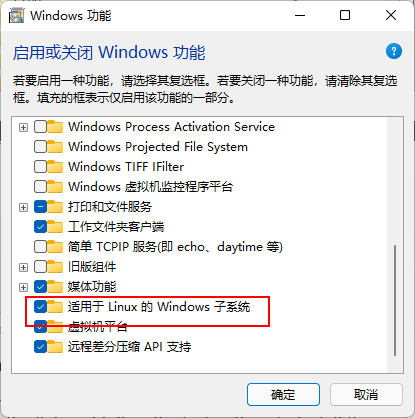 Windows 功能
启用或关闭 Windows 功能
若要启用一种功能，请选择其复选框。若要关闭一种功能，请清除其复选
框。填充的框表示仅启用该功能的一部分。
Windows Process Activation Service
Windows Projected File System
Windows TIFF IFilter
Windows 虚拟机监控程序平台
打印和文件服务
工作文件夹客户端
简单 TCPIP 服务(即 echo、daytime 等)
旧版组件
媒体功能
适用于 Linux 的 Windows 子系统
虚拟机平台
远程差分压缩 API 支持
确定
取消